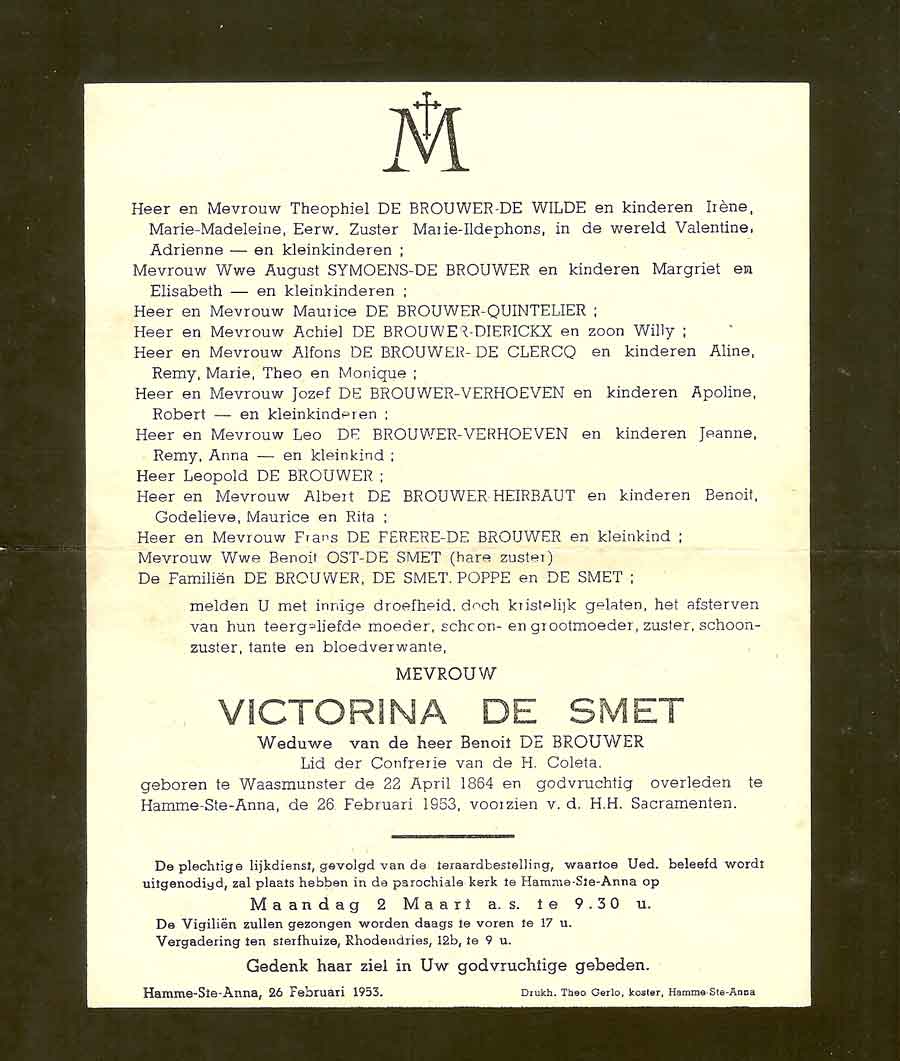 M
Heer en Mevrouw Theophiel DE BROUWER-DE WILDE en kinderen Irène,
Marie-Madeleine, Eerw. Zuster Marie-Ildephons, in de wereld Valentine,
Adrienne — en kleinkinderen ;
Mevrouw Wwe August SYMOENS-DE BROUWER en kinderen Margriet en
Elisabeth — en kleinkinderen ;
Heer en Mevrouw Maurice DE BROUWER-QUINTELIER ;
Heer en Mevrouw Achiel DE BROUWER-DIERICKX en zoon Willy ;
Heer en Mevrouw Alfons DE BROUWER- DE CLERCQ en kinderen Aline,
Remy, Marie, Theo en Monique ;
Heer en Mevrouw Jozef DE BROUWER-VERHOEVEN en kinderen Apoline,
Robert — en kleinkinderen ;
Heer en Mevrouw Leo DE BROUWER-VERHOEVEN en kinderen Jeanne,
Remy, Anna — en kleinkind ;
Heer Leopold DE BROUWER ;
Heer en Mevrouw Albert DE BROUWER-HEIRBAUT en kinderen Benoit,
Godelieve, Maurice en Rita ;
Heer en Mevrouw Frans DE FERERE-DE BROUWER en kleinkind ;
Mevrouw Wwe Benoit OST-DE SMET (hare zuster)
De Familiën DE BROUWER, DE SMET. POPPE en DE SMET ;
melden U met innige droefheid. doch kristelijk gelaten, het afsterven
van hun teergeliefde moeder, schoon- en grootmoeder, zuster, schoon-
zuster, tante en bloedverwante,
MEVROUW
VICTORINA DE SMET
Weduwe van de heer Benoit DE BROUWER
Lid der Confrerie van de H. Coleta.
geboren te Waasmunster de 22 April 1864 en godvruchtig overleden te
Hamme-Ste-Anna, de 26 Februari 1953, voorzien v. d. H.H. Sacramenten.
De plechtige lijkdienst, gevolgd van de teraardbestelling, waartoe Ued. beleefd wordt
uitgenodigd, zal plaats hebben in de parochiale kerk te Hamme-Ste-Anna op
Maandag 2 Maart a.s. te 9.30 u.
De Vigiliën zullen gezongen worden daags te voren te 17 u.
Vergadering ten sterfhuize, Rhodendries, 12b, te 9 u.
Gedenk haar ziel in Uw godvruchtige gebeden.
Hamme-Ste-Anna, 26 Februari 1953.
Drukh. Theo Gerlo, koster, Hamme-Ste-Anna